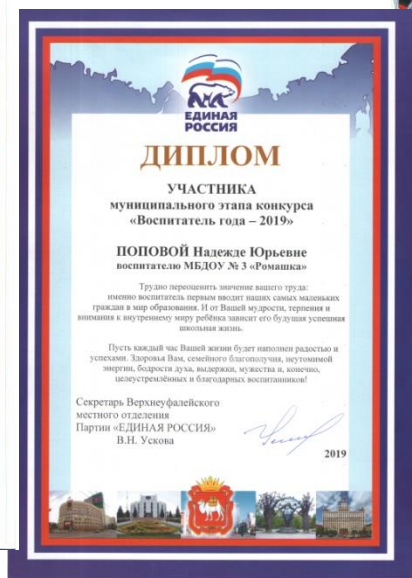 ЕДИНАЯ
РОССИЯ
ДИПЛОМ
УЧАСТНИКА
муниципального этапа конкурса
«Воспитатель года – 2019»
ПОПОВОЙ Надежде Юрьевне
воспитателю МБДОУ № 3 «Ромашка»
Трудно переоценить значение вашего труда:
именно воспитатель первым вводит наших самых маленьких
граждан в мир образования. И от Вашей мудрости, терпения и
внимания к внутреннему миру ребёнка зависит его будущая успешная
школьная жизнь.
Пусть каждый час Вашей жизни будет наполнен радостью и
успехами. Здоровья Вам, семейного благополучия, неутомимой
энергии, бодрости духа, выдержки, мужества и, конечно,
целеустремлённых и благодарных воспитанников!
Секретарь Верхнеуфалейского
местного отделения
Партии «ЕДИНАЯ РОССИЯ»
В.Н. Ускова
2019